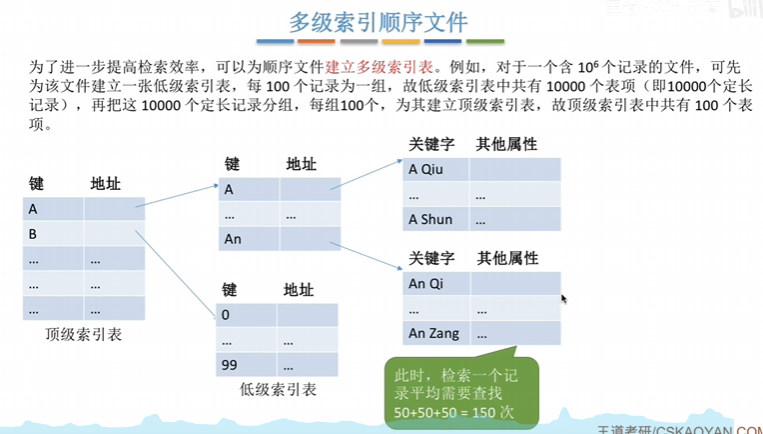 多级索引顺序文件
为了进一步提高检索效率，可以为顺序文件建立多级索引表。例如，对于一个含 10⁶ 个记录的文件，可先
为该文件建立一张低级索引表，每 100 个记录为一组，故低级索引表中共有 10000 个表项（即10000个定长
记录），再把这 10000 个定长记录分组，每组100个，为其建立顶级索引表，故顶级索引表中共有 100 个表
项。
键 地址
A
B
... ...
... ...
... ...
顶级索引表
键 地址
A
... ...
An
键 地址
0
... ...
99 ...
低级索引表
关键字 其他属性
A Qiu
... ...
A Shun ...
关键字 其他属性
An Qi
... ...
An Zang ...
此时，检索一个记
录平均需要查找
50+50+50 = 150 次
王道考研/CSKAOYAN.COM